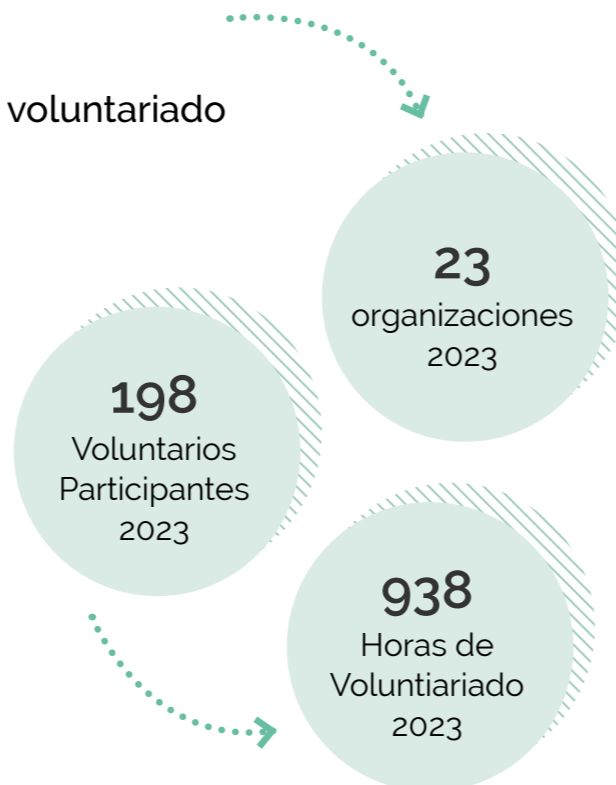 voluntariado
23
organizaciones
2023
198
Voluntarios
Participantes
2023
938
Horas de
Voluntiariado
2023